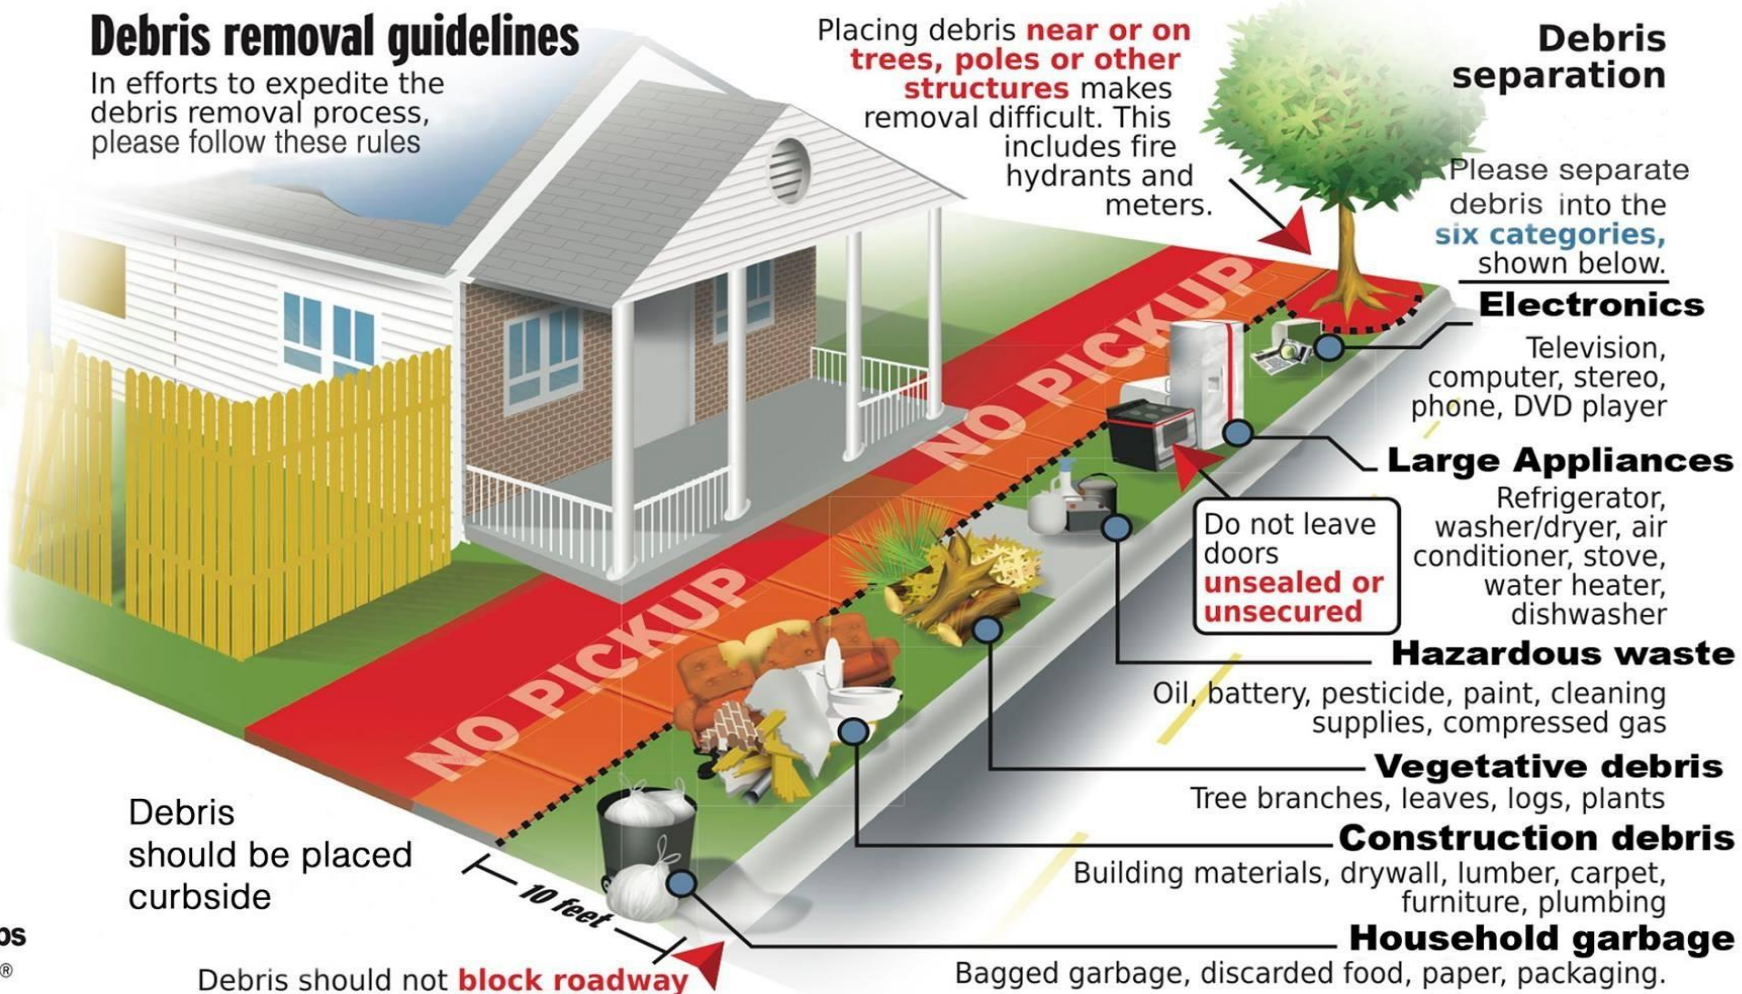 Debris removal guidelines
In efforts to expedite the
debris removal process,
please follow these rules
Placing debris near or on
trees, poles or other
structures makes
removal difficult. This
includes fire
hydrants and
meters.
Debris
separation
Please separate
debris into the
six categories,
shown below.
Electronics
Television,
computer, stereo,
phone, DVD player
Large Appliances
Refrigerator,
washer/dryer, air
conditioner, stove,
water heater,
dishwasher
Do not leave
doors
unsealed or
unsecured
Hazardous waste
Oil, battery, pesticide, paint, cleaning
supplies, compressed gas
Vegetative debris
Tree branches, leaves, logs, plants
Construction debris
Building materials, drywall, lumber, carpet,
furniture, plumbing
Household garbage
Bagged garbage, discarded food, paper, packaging.
NO PICKUP
NO PICKUP
NO PICKUP
Debris
should be placed
curbside
10 feet
Debris should not block roadway
®